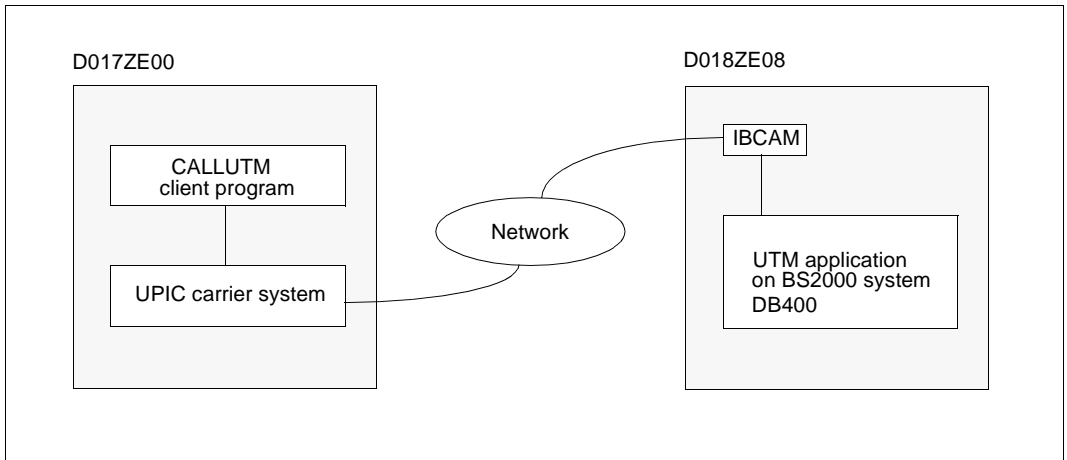 D017ZE00
CALLUTM
client program
UPIC carrier system
Network
D018ZE08
IBCAM
UTM application
on BS2000 system
DB400